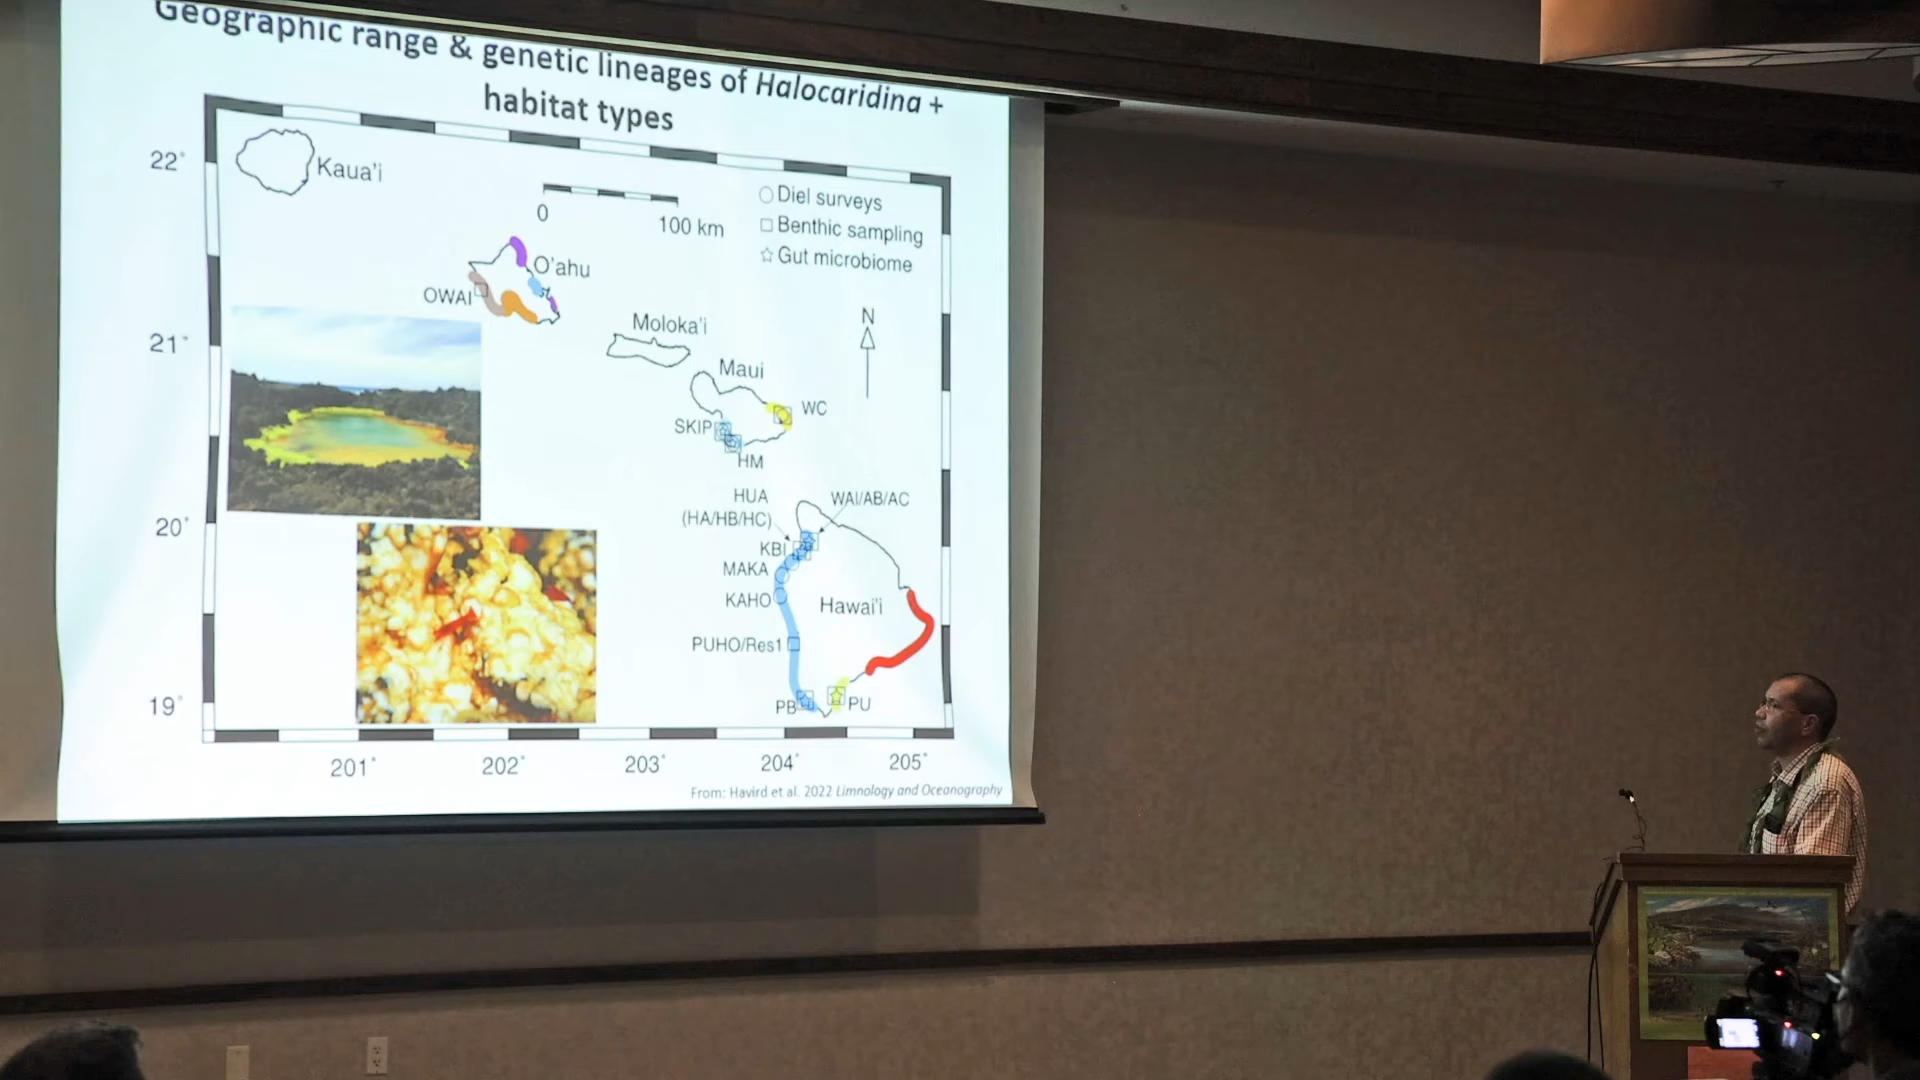 Geographic range & genetic lineages of Halocaridina +
habitat types
22°
21°
20°
19°
201°
202°
203°
204°
205°
Kaua'i
0
100 km
Diel surveys
Benthic sampling
Gut microbiome
O'ahu
OWAI
N
Moloka'i
Maui
WC
SKIP
HM
HUA
(HA/HB/HC)
WAI/AB/AC
KBI
MAKA
KAHO
Hawai'i
PUHO/Res1
PB
PU
From: Havird et al. 2022 Limnology and Oceanography